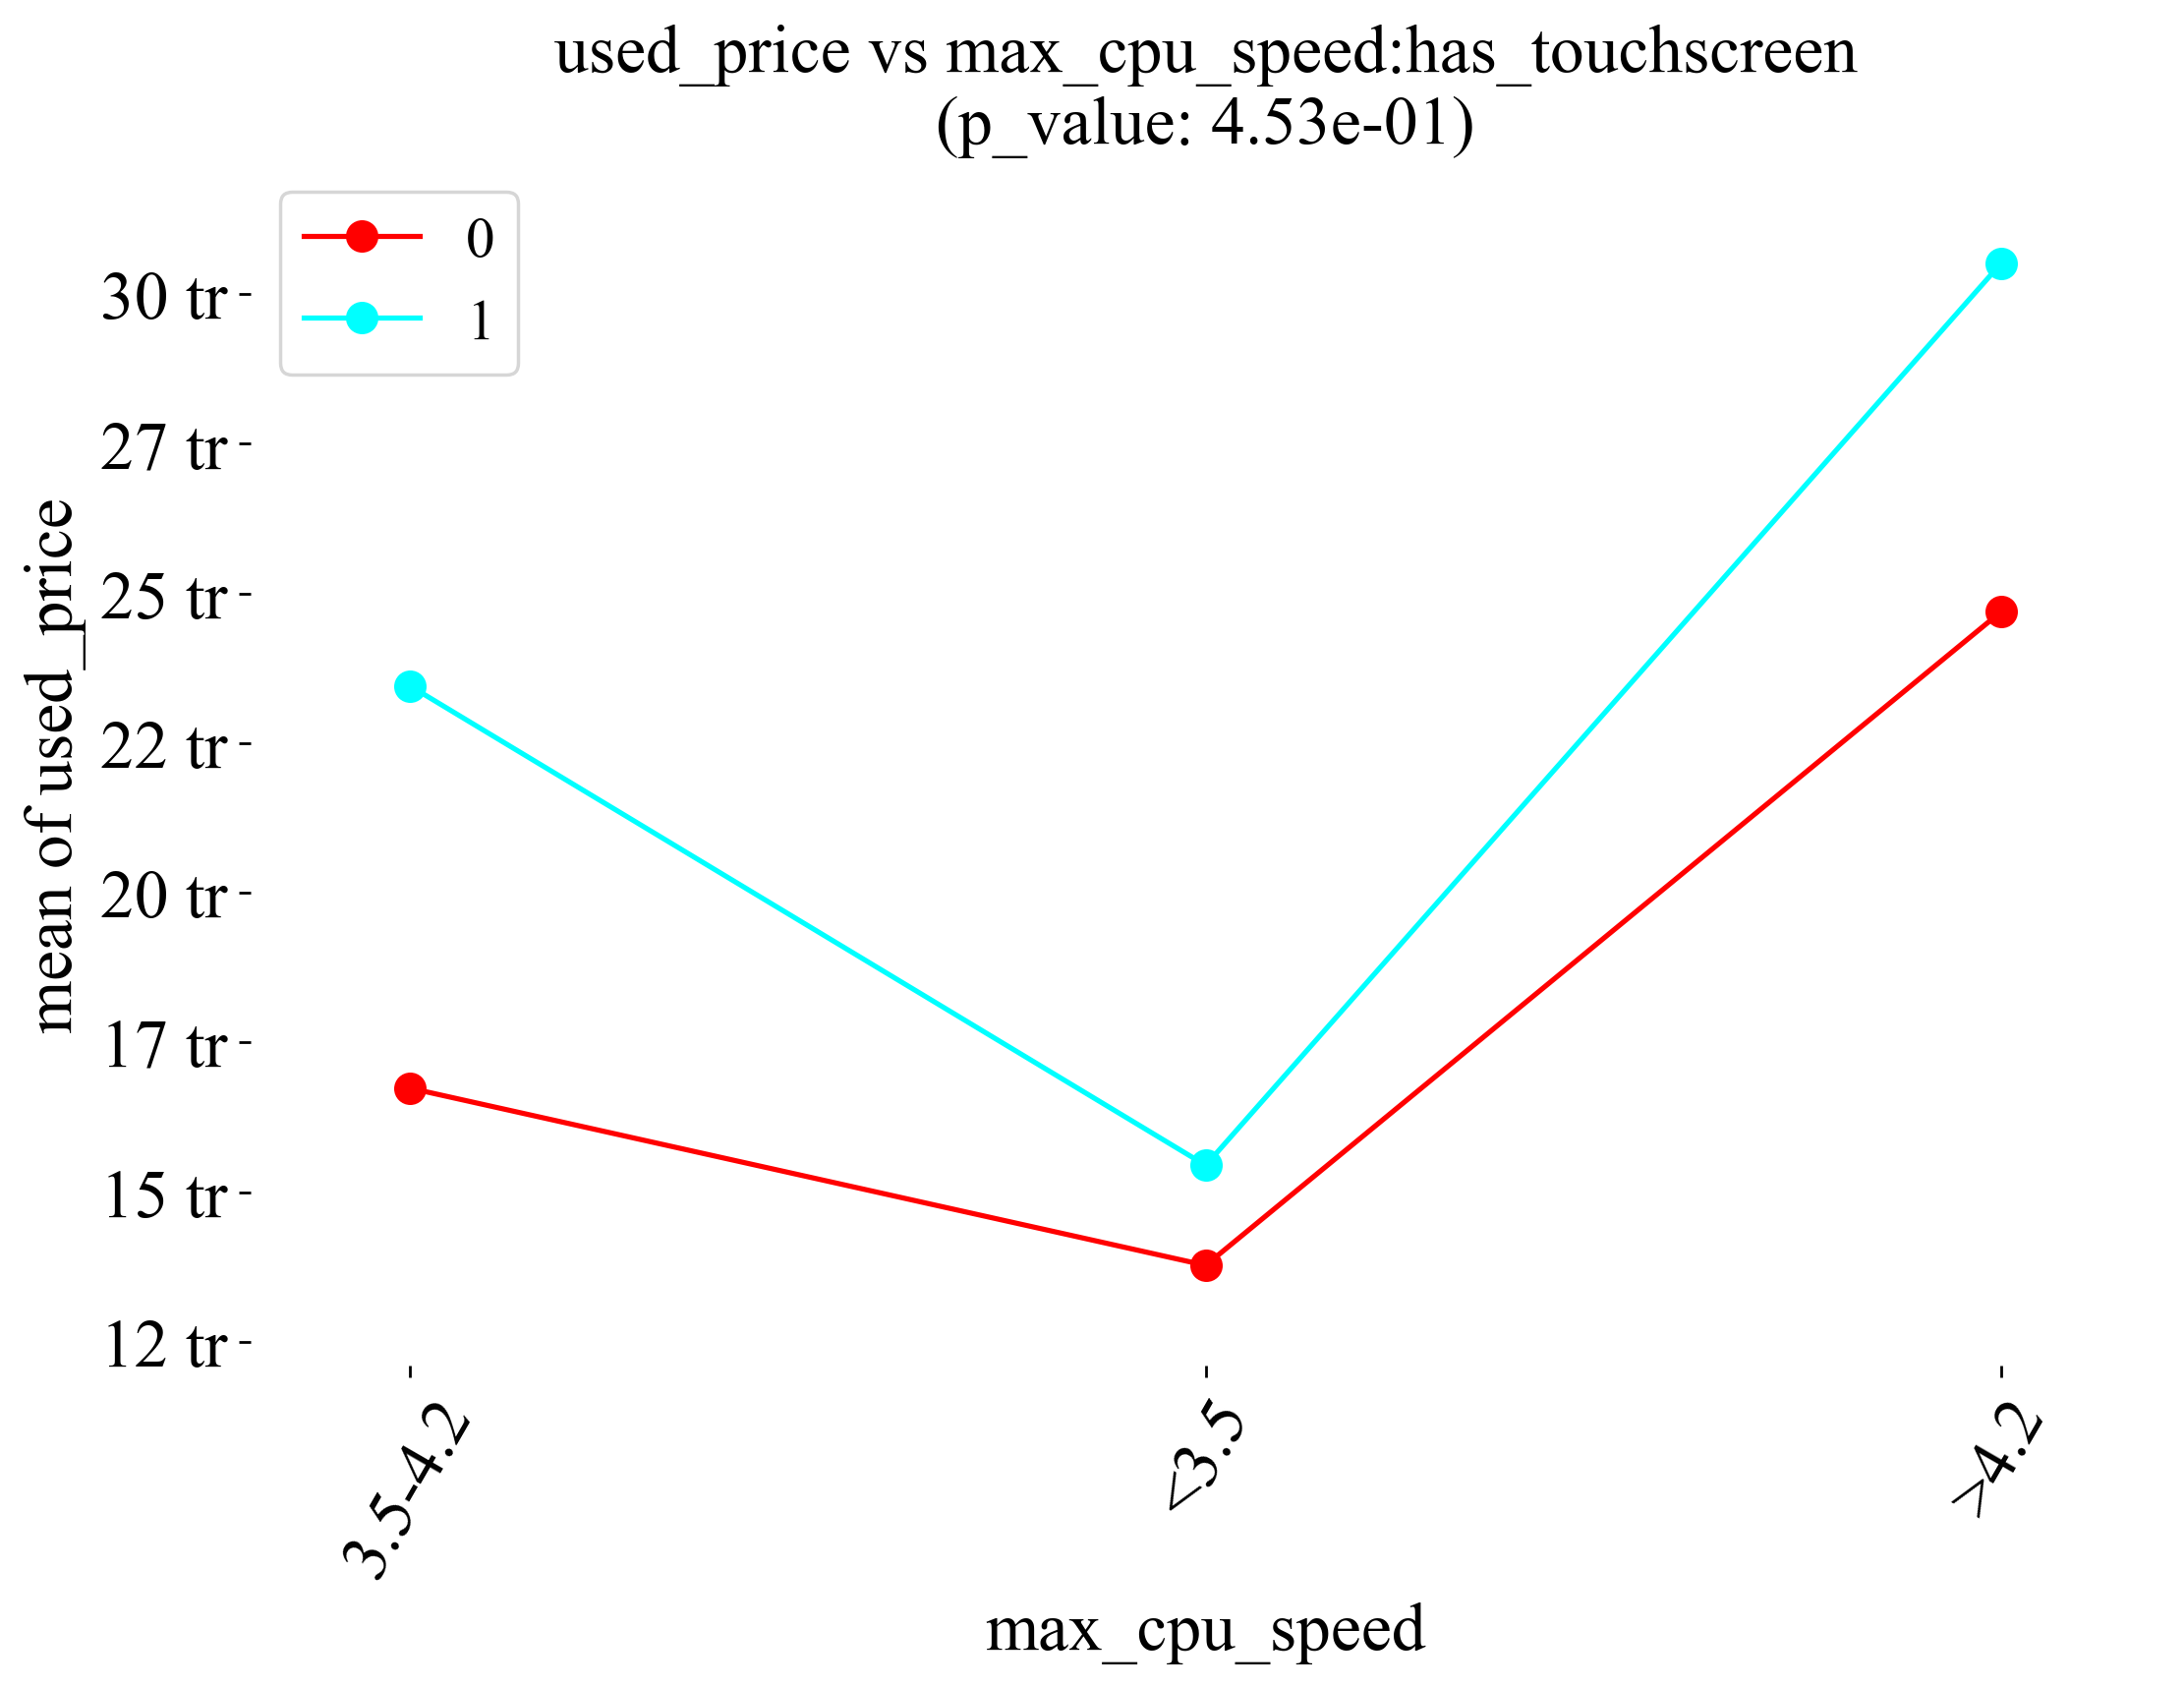 used_price vs max_cpu_speed:has_touchscreen
(p_value: 4.53e-01)
0
1
30 tr
27 tr
25 tr
22 tr
20 tr
17 tr
15 tr
12 tr
mean of used_price
3.5-4.2
<3.5
>4.2
max_cpu_speed